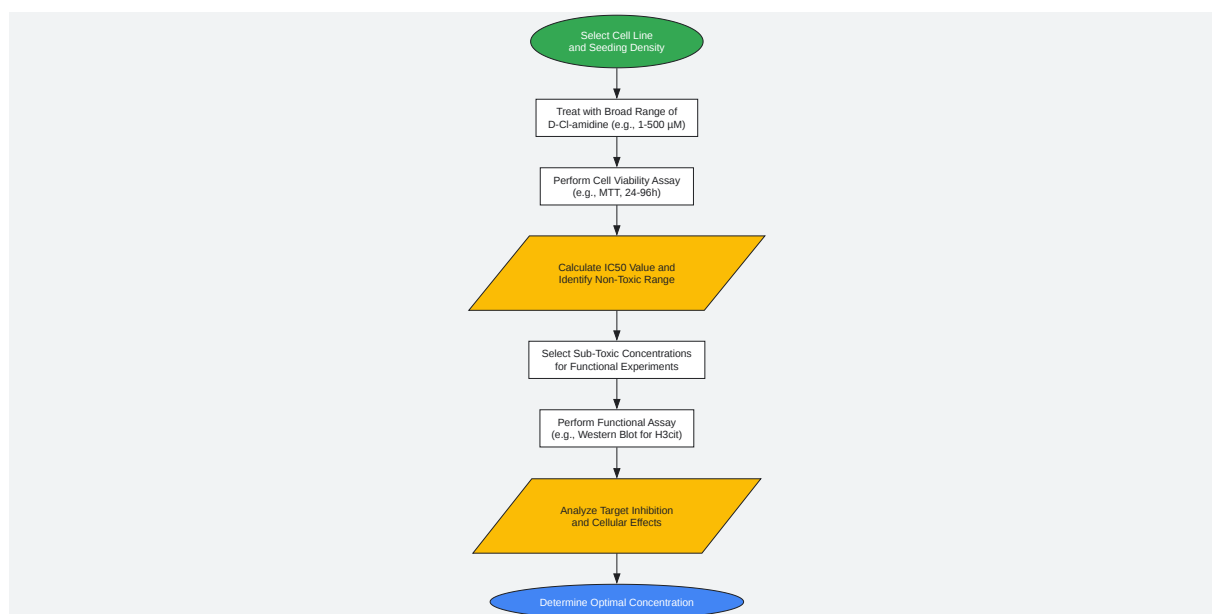 Select Cell Line
and Seeding Density
Treat with Broad Range of
D-Cl-amidine (e.g., 1-500 µM)
Perform Cell Viability Assay
(e.g., MTT, 24-96h)
Calculate IC50 Value and
Identify Non-Toxic Range
Select Sub-Toxic Concentrations
for Functional Experiments
Perform Functional Assay
(e.g., Western Blot for H3cit)
Analyze Target Inhibition
and Cellular Effects
Determine Optimal Concentration